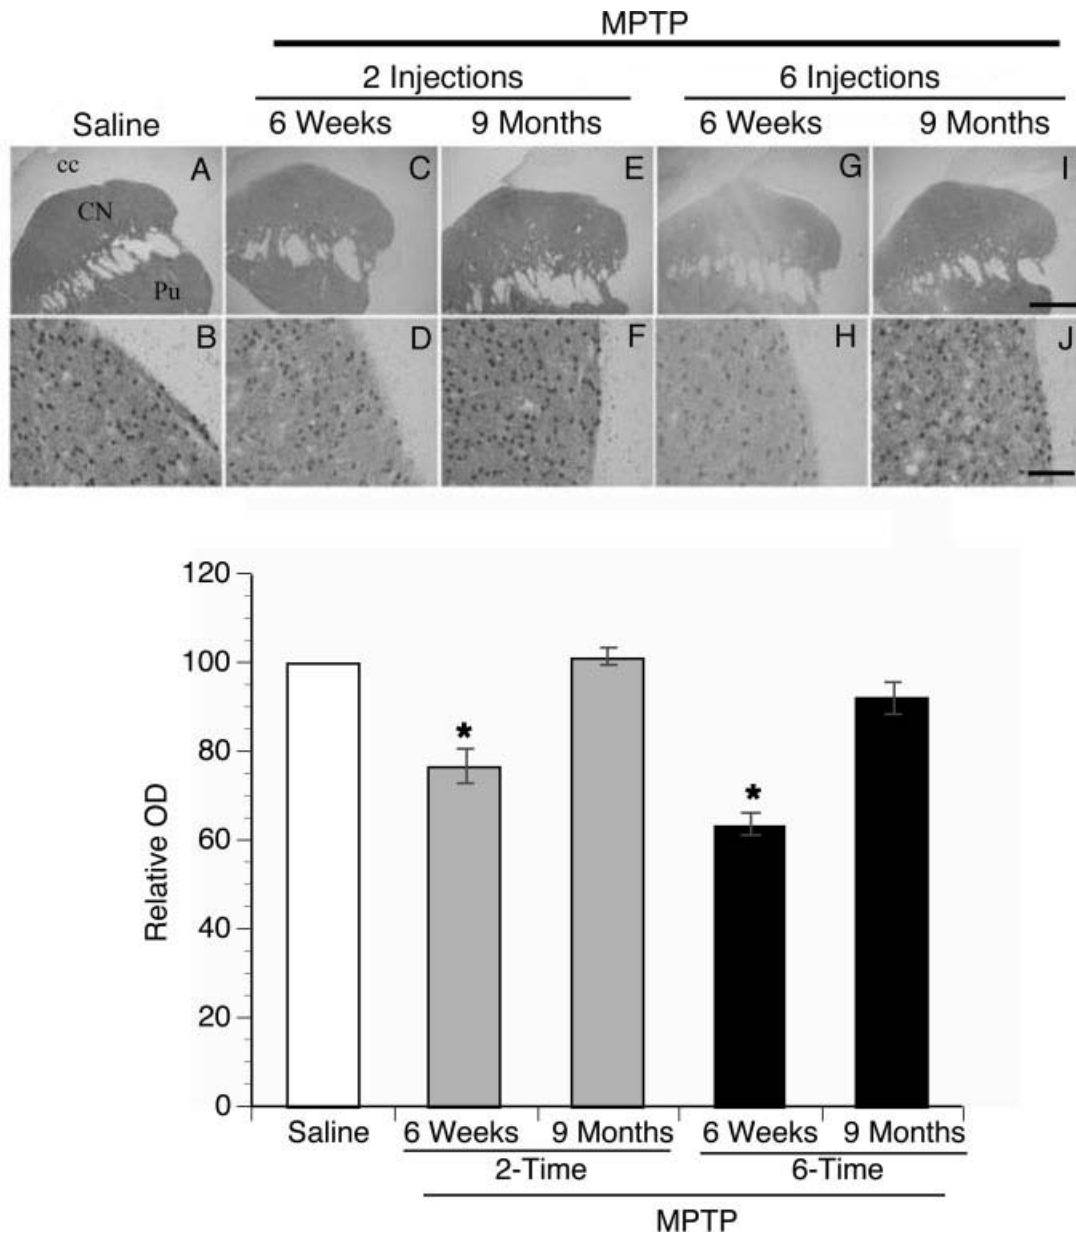 MPTP
2 Injections 6 Injections
Saline 6 Weeks 9 Months 6 Weeks 9 Months
cc A C E G I
CN
Pu
B D F H J
120
100
80
60
40
20
0
Relative OD
* *
Saline 6 Weeks 9 Months 6 Weeks 9 Months
2-Time 6-Time
MPTP